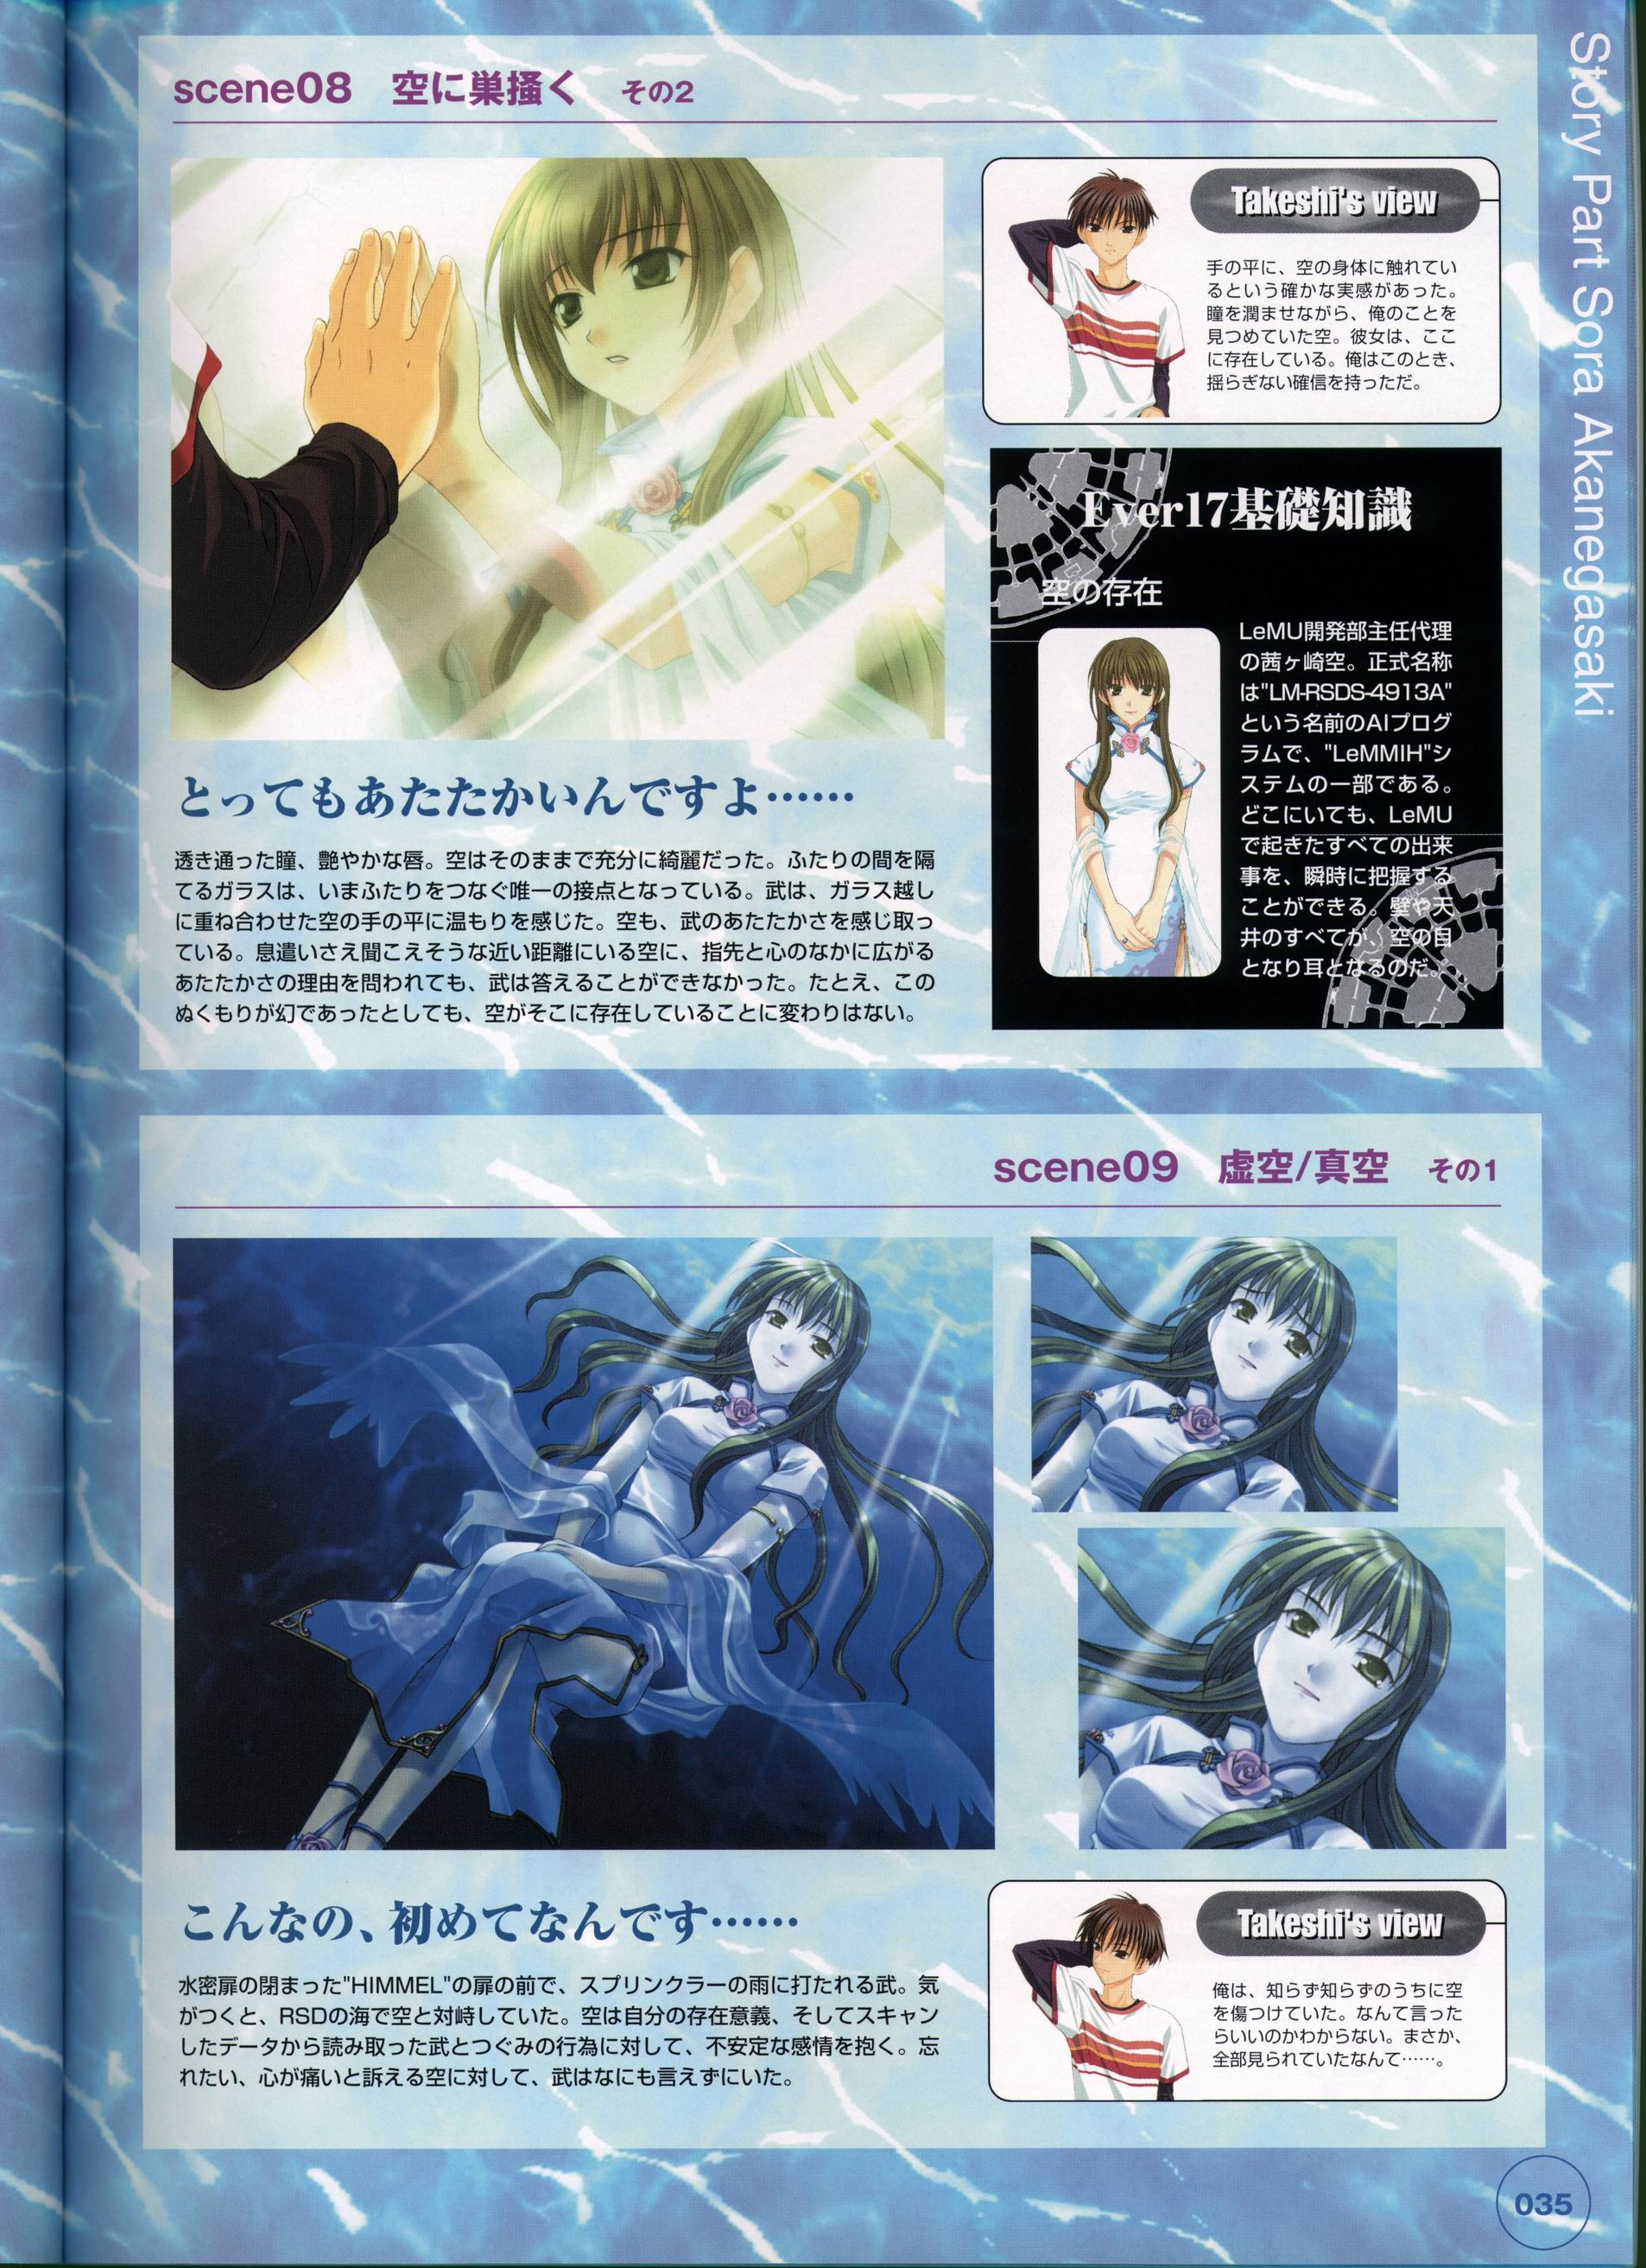 Story Part Sora Akanegasaki
scene08 空に巣掻く その2
Takeshi's view
手の平に、空の身体に触れてい
るという確かな実感があった。
瞳を潤ませながら、俺のことを
見つめていた空。彼女は、ここ
に存在している。俺はこのとき、
揺らぎない確信を持っただ。
Ever17基礎知識
空の存在
LeMU開発部主任代理
の茜ヶ崎空。正式名称
は"LM-RSDS-4913A"
という名前のAIプログ
ラムで、"LeMMIH"シ
ステムの一部である。
どこにいても、LeMU
で起きたすべての出来
事を、瞬時に把握する
ことができる。壁や天
井のすべてが、空の目
となり耳となるのだ。
とってもあたたかいんですよ……
透き通った瞳、艶やかな唇。空はそのままで充分に綺麗だった。ふたりの間を隔
てるガラスは、いまふたりをつなぐ唯一の接点となっている。武は、ガラス越し
に重ね合わせた空の手の平に温もりを感じた。空も、武のあたたかさを感じ取っ
ている。息遣いさえ聞こえそうな近い距離にいる空に、指先と心のなかに広がる
あたたかさの理由を問われても、武は答えることができなかった。たとえ、この
ぬくもりが幻であったとしても、空がそこに存在していることに変わりはない。
scene09 虚空/真空 その1
こんなの、初めてなんです……
水密扉の閉まった"HIMMEL"の扉の前で、スプリンクラーの雨に打たれる武。気
がつくと、RSDの海で空と対峙していた。空は自分の存在意義、そしてスキャン
したデータから読み取った武とつぐみの行為に対して、不安定な感情を抱く。忘
れたい、心が痛いと訴える空に対して、武はなにも言えずにいた。
Takeshi's view
俺は、知らず知らずのうちに空
を傷つけていた。なんて言った
らいいのかわからない。まさか、
全部見られていたなんて……。
035